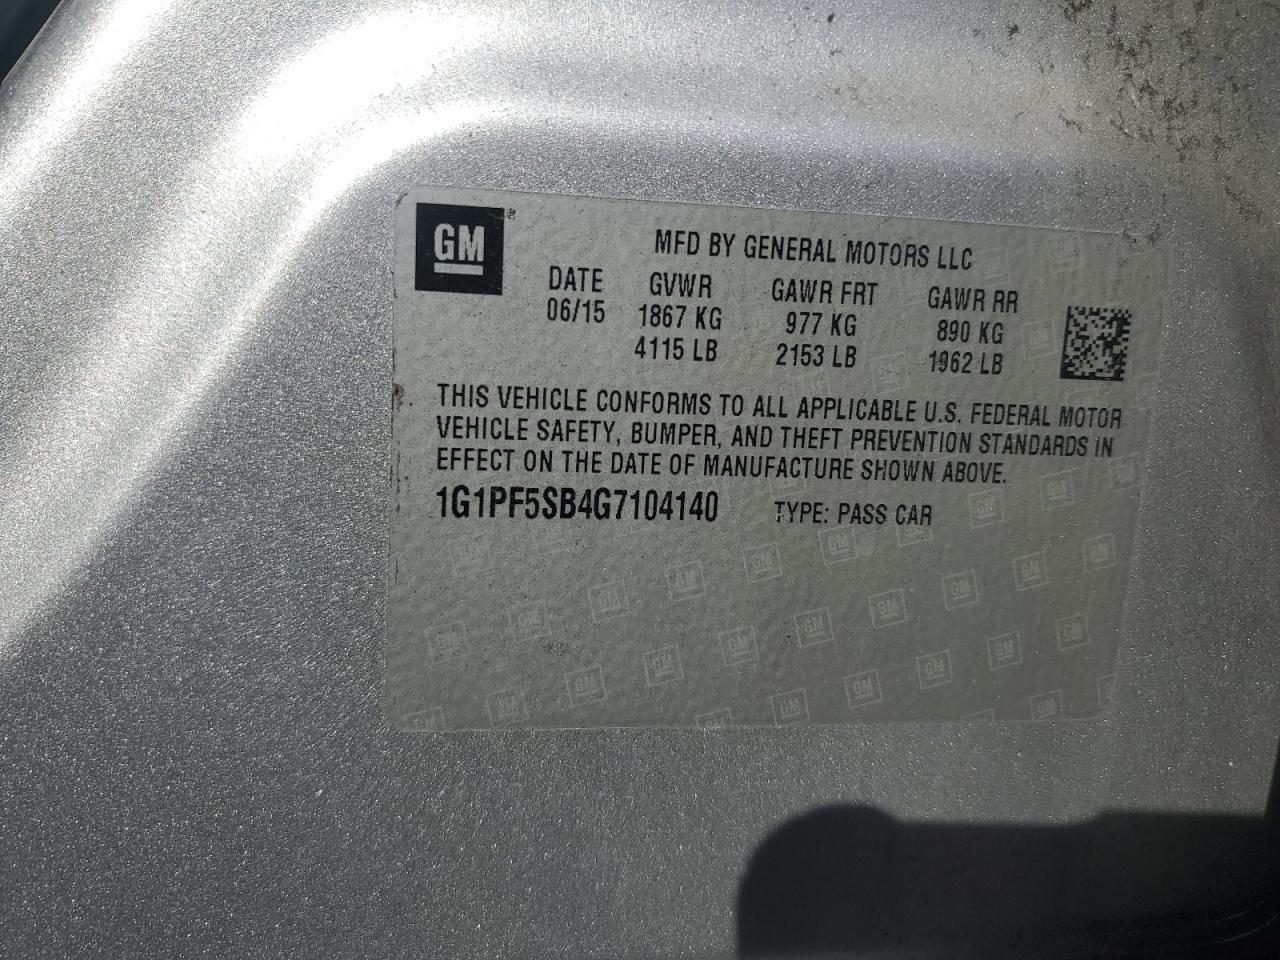 GM®
MFD BY GENERAL MOTORS LLC
DATE GVWR GAWR FRT GAWR RR
06/15 1867 KG 977 KG 890 KG
4115 LB 2153 LB 1962 LB
THIS VEHICLE CONFORMS TO ALL APPLICABLE U.S. FEDERAL MOTOR
VEHICLE SAFETY, BUMPER, AND THEFT PREVENTION STANDARDS IN
EFFECT ON THE DATE OF MANUFACTURE SHOWN ABOVE.
1G1PF5SB4G7104140 TYPE: PASS CAR